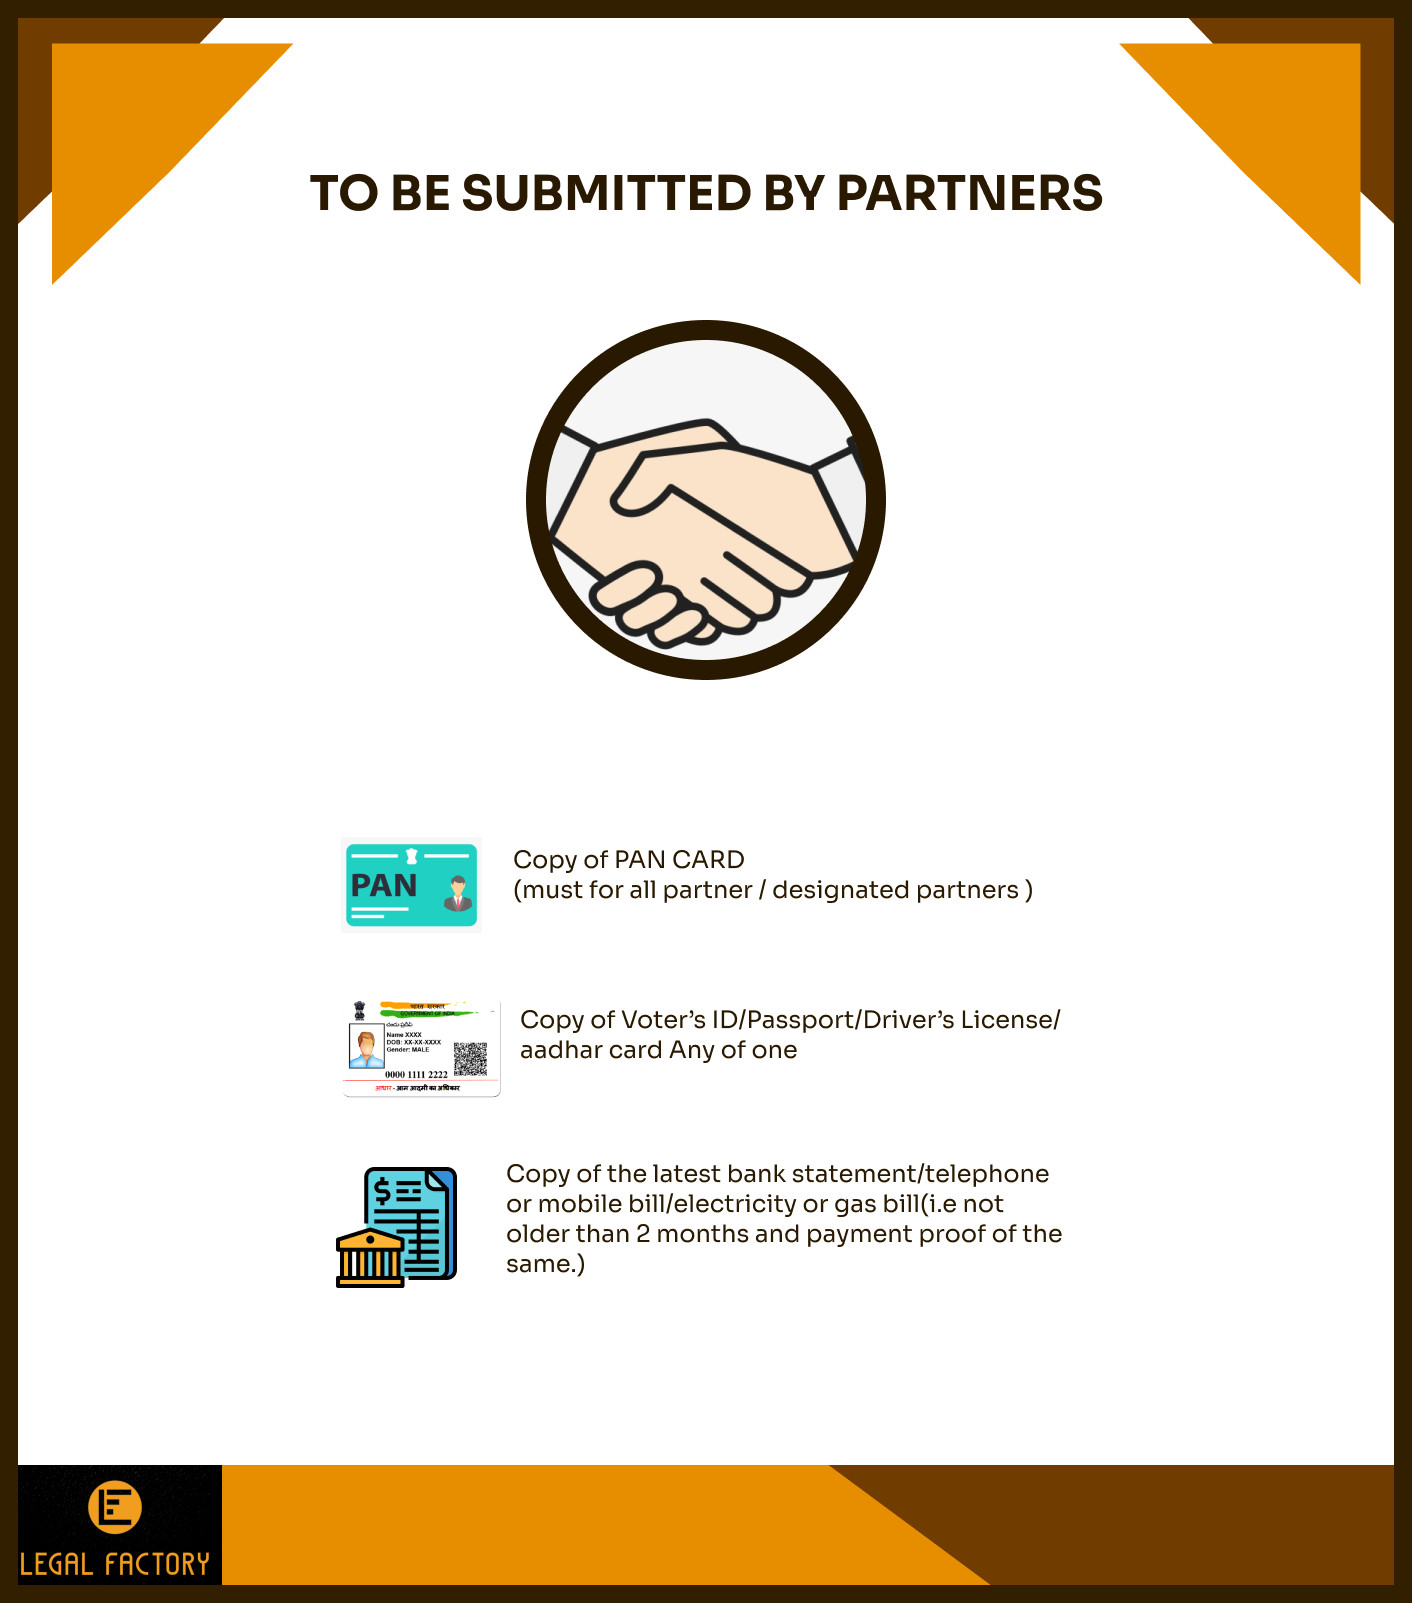 TO BE SUBMITTED BY PARTNERS
PAN
Copy of PAN CARD
(must for all partner / designated partners )
भारत सरकार
GOVERNMENT OF INDIA
Name XXXX
DOB: XX-XX-XXXX
Gender: MALE
0000 1111 2222
आधार - आम आदमी का अधिकार
Copy of Voter’s ID/Passport/Driver’s License/
aadhar card Any of one
$
Copy of the latest bank statement/telephone
or mobile bill/electricity or gas bill(i.e not
older than 2 months and payment proof of the
same.)
LEGAL FACTORY